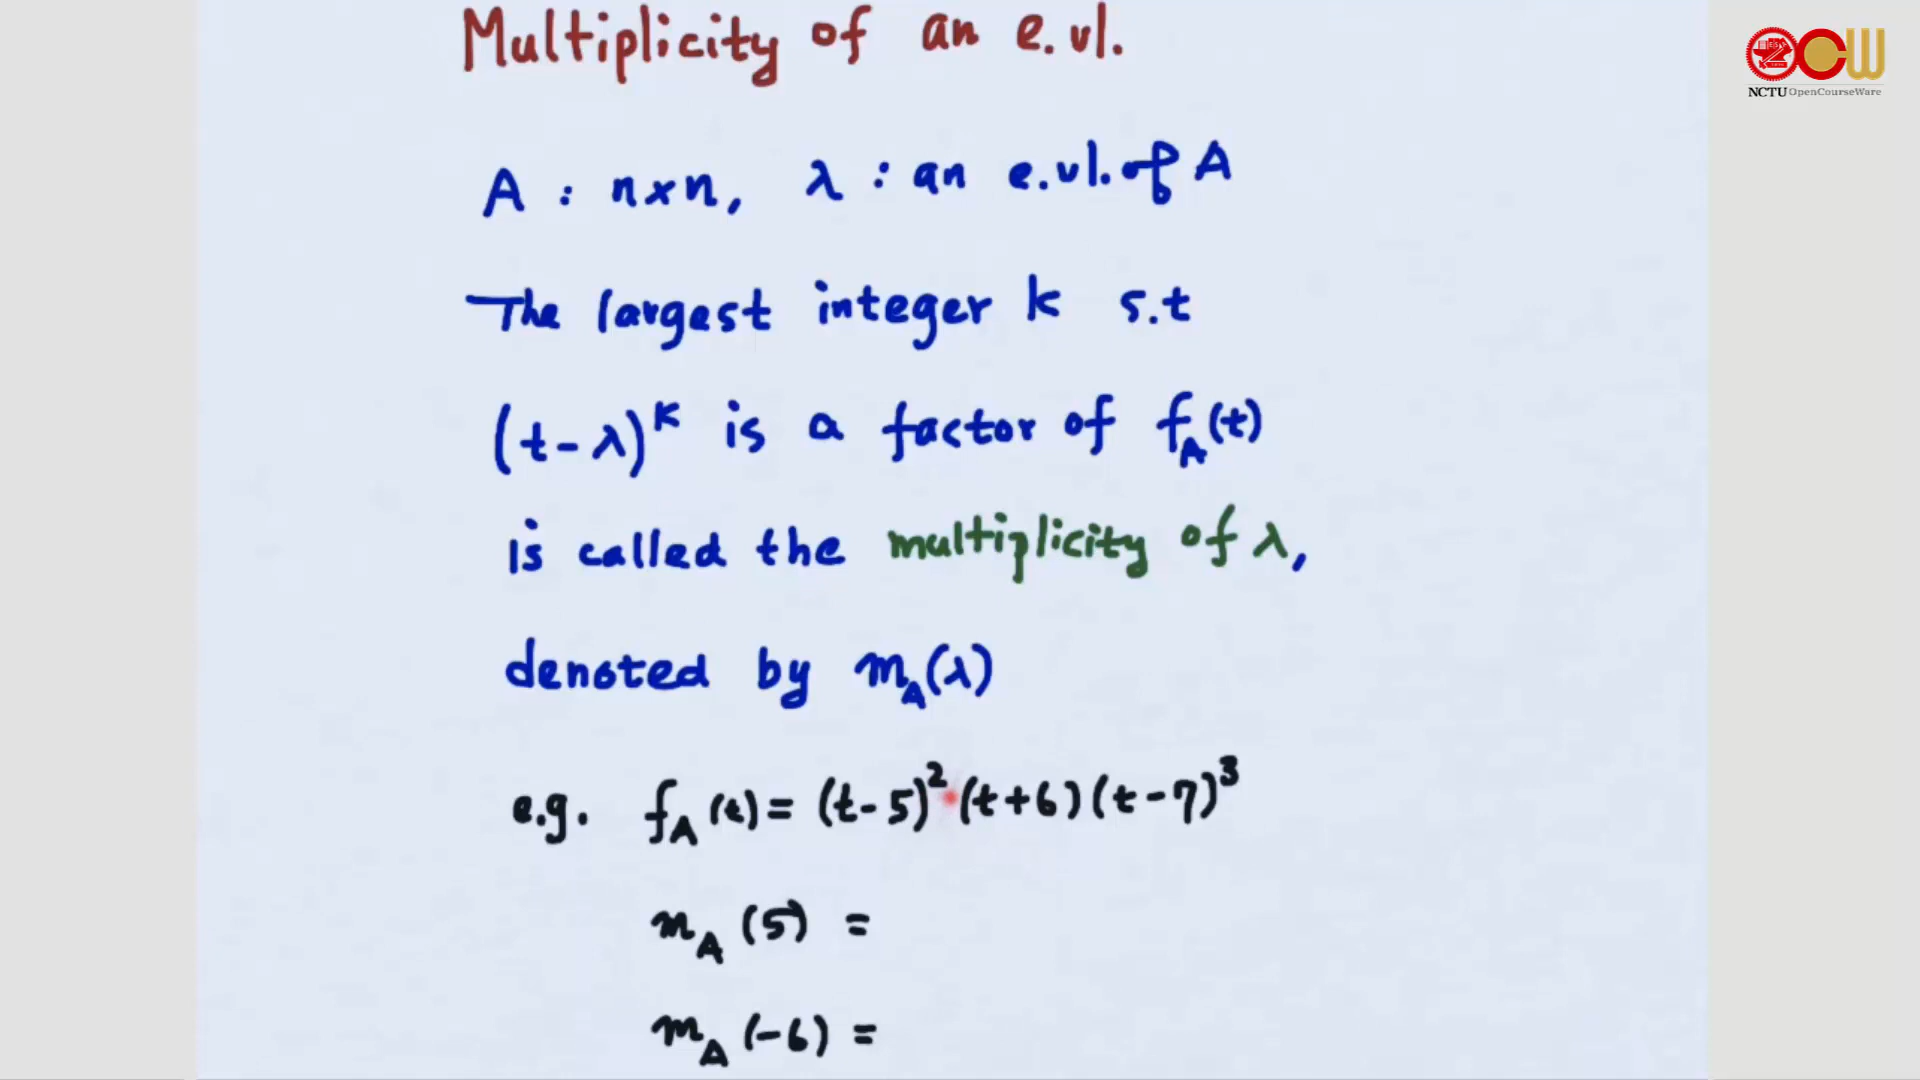 Multiplicity of an e.vl.
NCTU OpenCourseWare
A : n×n, λ : an e.vl. of A
The largest integer k s.t
(t-λ)^k is a factor of f_A(t)
is called the multiplicity of λ,
denoted by m_A(λ)
e.g. f_A(t) = (t-5)^2 (t+6)(t-7)^3
m_A(5) =
m_A(-6) =